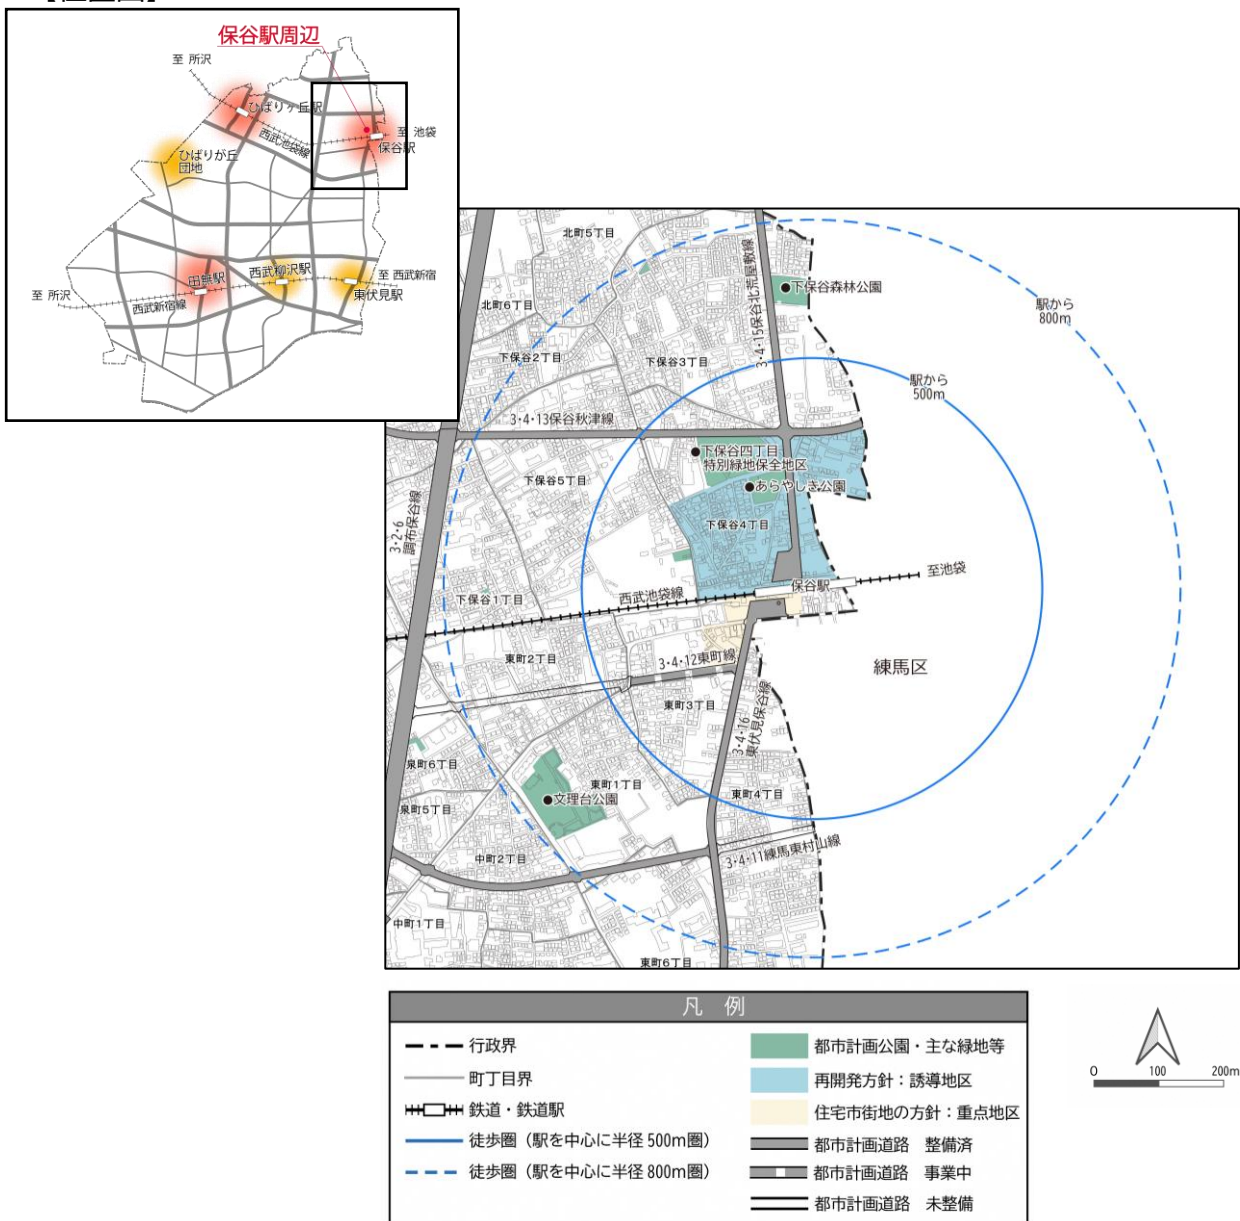 保谷駅周辺
至 所沢
ひばりヶ丘駅
西武池袋線
至 池袋
保谷駅
ひばりが丘
団地
田無駅
西武柳沢駅
至 西武新宿
東伏見駅
至 所沢
西武新宿線
北町5丁目
3・4・15保谷北荒屋敷線
下保谷森林公園
駅から
800m
北町6丁目
下保谷2丁目
下保谷3丁目
駅から
500m
3・4・13保谷秋津線
下保谷四丁目
特別緑地保全地区
下保谷5丁目
あらやしき公園
3・2・6
調布保谷線
下保谷4丁目
保谷駅
至池袋
西武池袋線
下保谷1丁目
東町2丁目
3・4・12東町線
練馬区
東町3丁目
3・4・16
東伏見保谷線
泉町6丁目
東町1丁目
東町4丁目
文理台公園
泉町5丁目
中町2丁目
3・4・11練馬東村山線
中町1丁目
東町6丁目
凡 例
行政界
町丁目界
鉄道・鉄道駅
徒歩圏（駅を中心に半径 500m圏）
徒歩圏（駅を中心に半径 800m圏）
都市計画公園・主な緑地等
再開発方針：誘導地区
住宅市街地の方針：重点地区
都市計画道路 整備済
都市計画道路 事業中
都市計画道路 未整備
0 100 200m